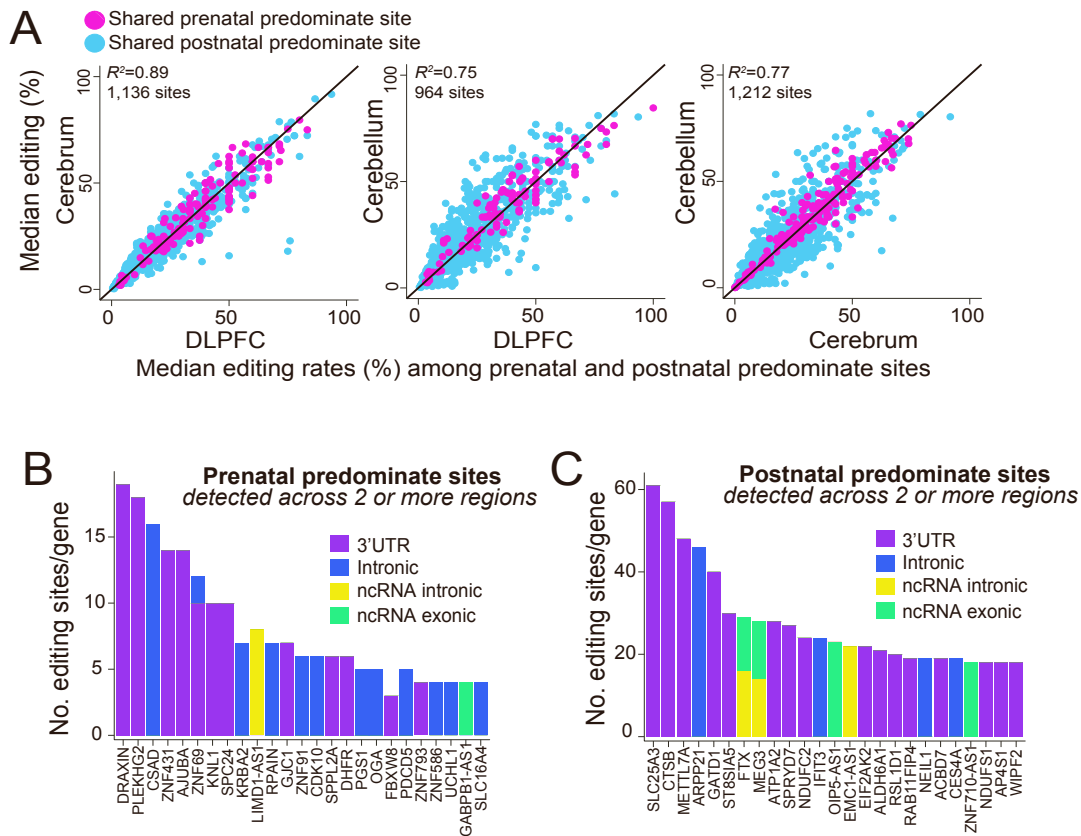 A
Shared prenatal predominate site
Shared postnatal predominate site
Median editing (%)
Cerebrum
R²=0.89
1,136 sites
100
50
0
0
50
100
DLPFC
Cerebellum
R²=0.75
964 sites
100
50
0
0
50
100
DLPFC
Cerebellum
R²=0.77
1,212 sites
100
50
0
0
50
100
Cerebrum
Median editing rates (%) among prenatal and postnatal predominate sites
B
Prenatal predominate sites
detected across 2 or more regions
No. editing sites/gene
15
10
5
0
3'UTR
Intronic
ncRNA intronic
ncRNA exonic
DRAXIN
PLEKHG2
CSAD
ZNF431
AJUBA
ZNF69
KNL1
SPC24
KRBA2
LIMD1-AS1
RPAIN
GJC1
ZNF91
CDK10
SPPL2A
DHFR
PGS1
OGA
FBXW8
PDCD5
ZNF793
ZNF586
UCHL1
GABPB1-AS1
SLC16A4
C
Postnatal predominate sites
detected across 2 or more regions
No. editing sites/gene
60
40
20
0
3'UTR
Intronic
ncRNA intronic
ncRNA exonic
SLC25A3
CTSB
METTL7A
ARPP21
GATD1
ST8SIA5
FTX
MEG3
ATP1A2
SPRYD7
NDUFC2
IFIT3
OIP5-AS1
EMC1-AS1
EIF2AK2
ALDH6A1
RSL1D1
RAB11FIP4
NEIL1
ACBD7
CES4A
ZNF710-AS1
NDUFS1
AP4S1
WIPF2